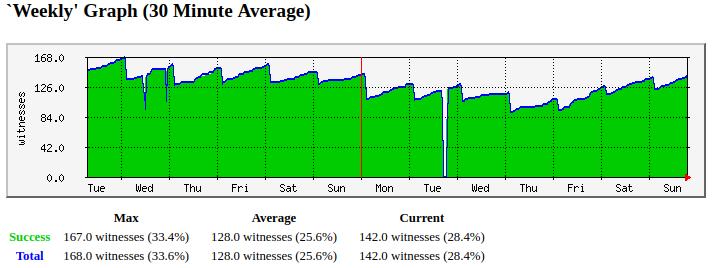 `Weekly' Graph (30 Minute Average)
168.0
126.0
84.0
42.0
0.0
witnesses
Tue Wed Thu Fri Sat Sun Mon Tue Wed Thu Fri Sat Sun
Max Average Current
Success 167.0 witnesses (33.4%) 128.0 witnesses (25.6%) 142.0 witnesses (28.4%)
Total 168.0 witnesses (33.6%) 128.0 witnesses (25.6%) 142.0 witnesses (28.4%)